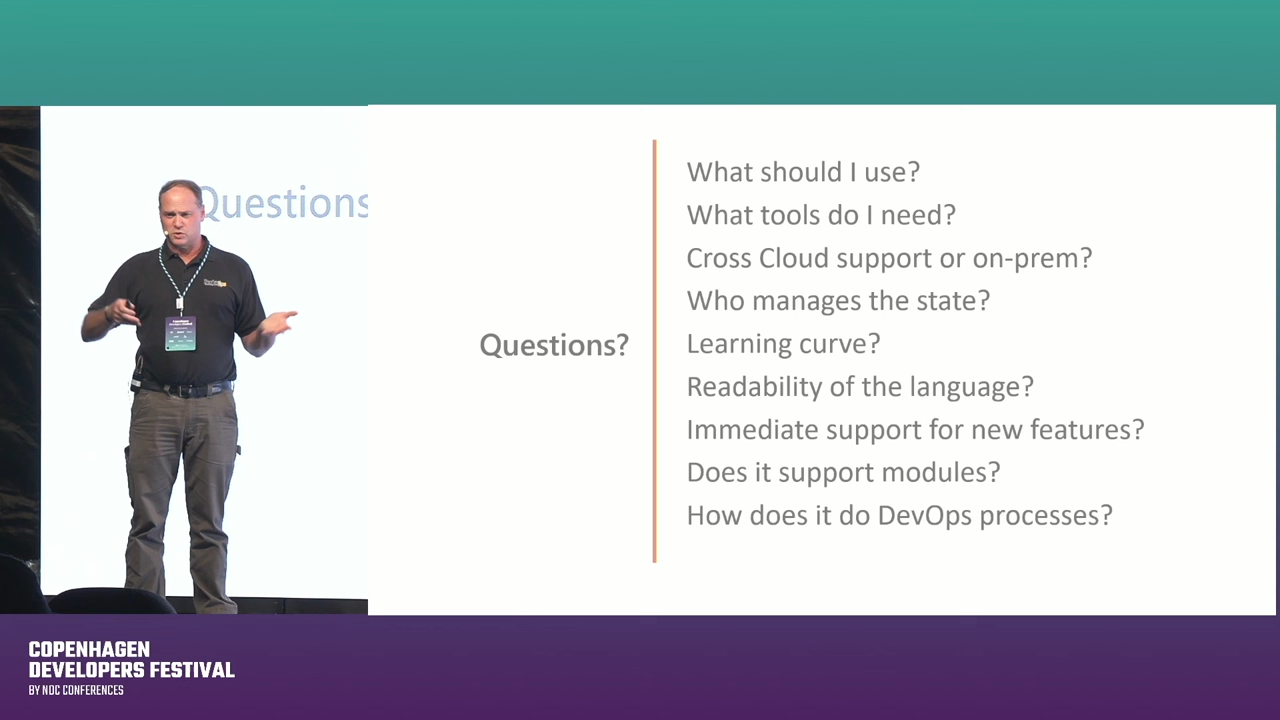 Questions
Questions?
What should I use?
What tools do I need?
Cross Cloud support or on-prem?
Who manages the state?
Learning curve?
Readability of the language?
Immediate support for new features?
Does it support modules?
How does it do DevOps processes?
COPENHAGEN
DEVELOPERS FESTIVAL
BY NDC CONFERENCES